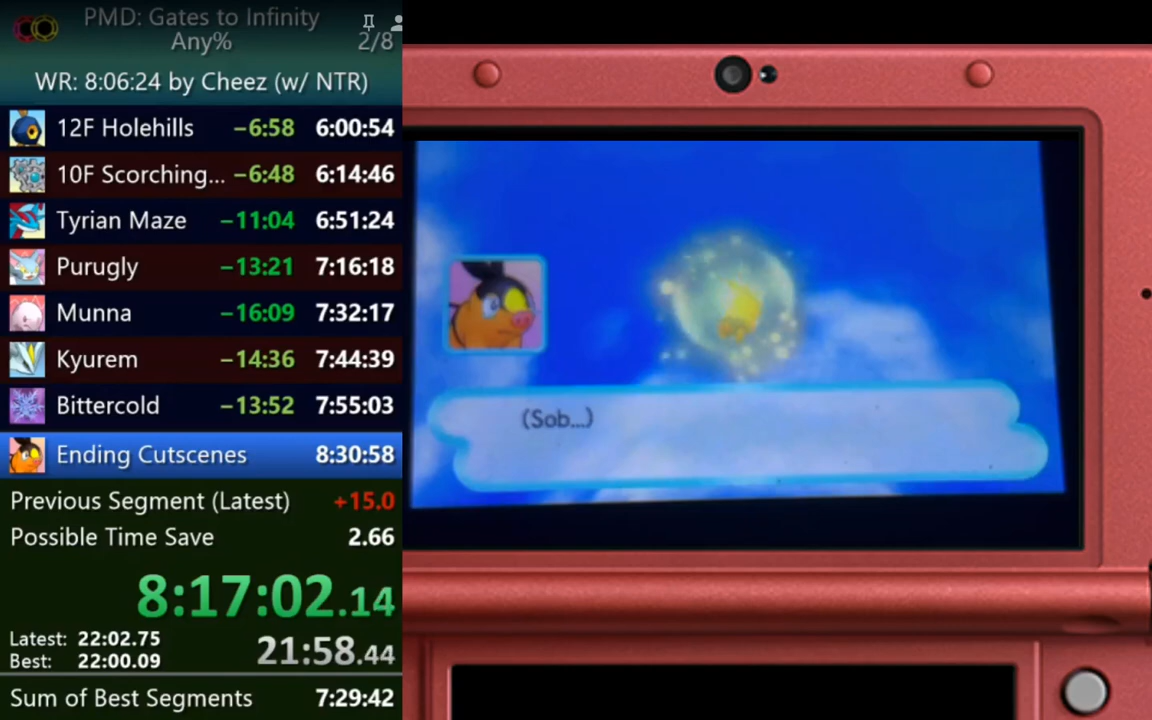 PMD: Gates to Infinity
Any%
2/8
WR: 8:06:24 by Cheez (w/ NTR)
12F Holehills −6:58 6:00:54
10F Scorching... −6:48 6:14:46
Tyrian Maze −11:04 6:51:24
Purugly −13:21 7:16:18
Munna −16:09 7:32:17
Kyurem −14:36 7:44:39
Bittercold −13:52 7:55:03
Ending Cutscenes 8:30:58
Previous Segment (Latest) +15.0
Possible Time Save 2.66
8:17:02.14
Latest: 22:02.75
Best: 22:00.09
21:58.44
Sum of Best Segments 7:29:42
(Sob...)